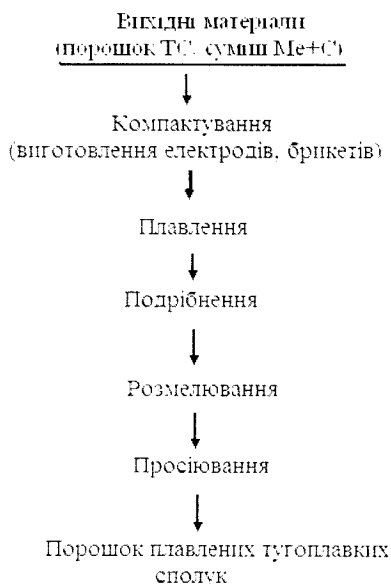 Вихідні матеріали
(порошок ТС, суміш Ме+С)
Компактування
(виготовлення електродів, брикетів)
Плавлення
Подрібнення
Розмелювання
Просіювання
Порошок плавлених тугоплавких
сполук